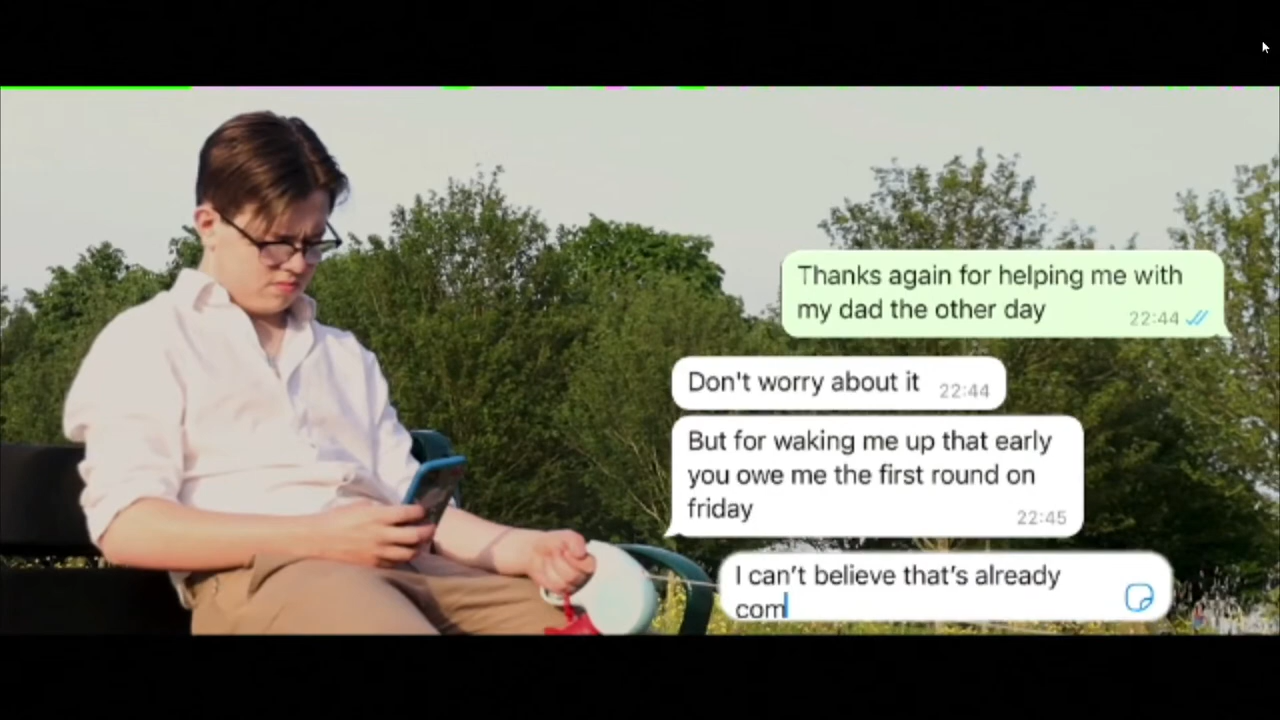 Thanks again for helping me with
my dad the other day
22:44
Don't worry about it
22:44
But for waking me up that early
you owe me the first round on
friday
22:45
I can't believe that's already
com